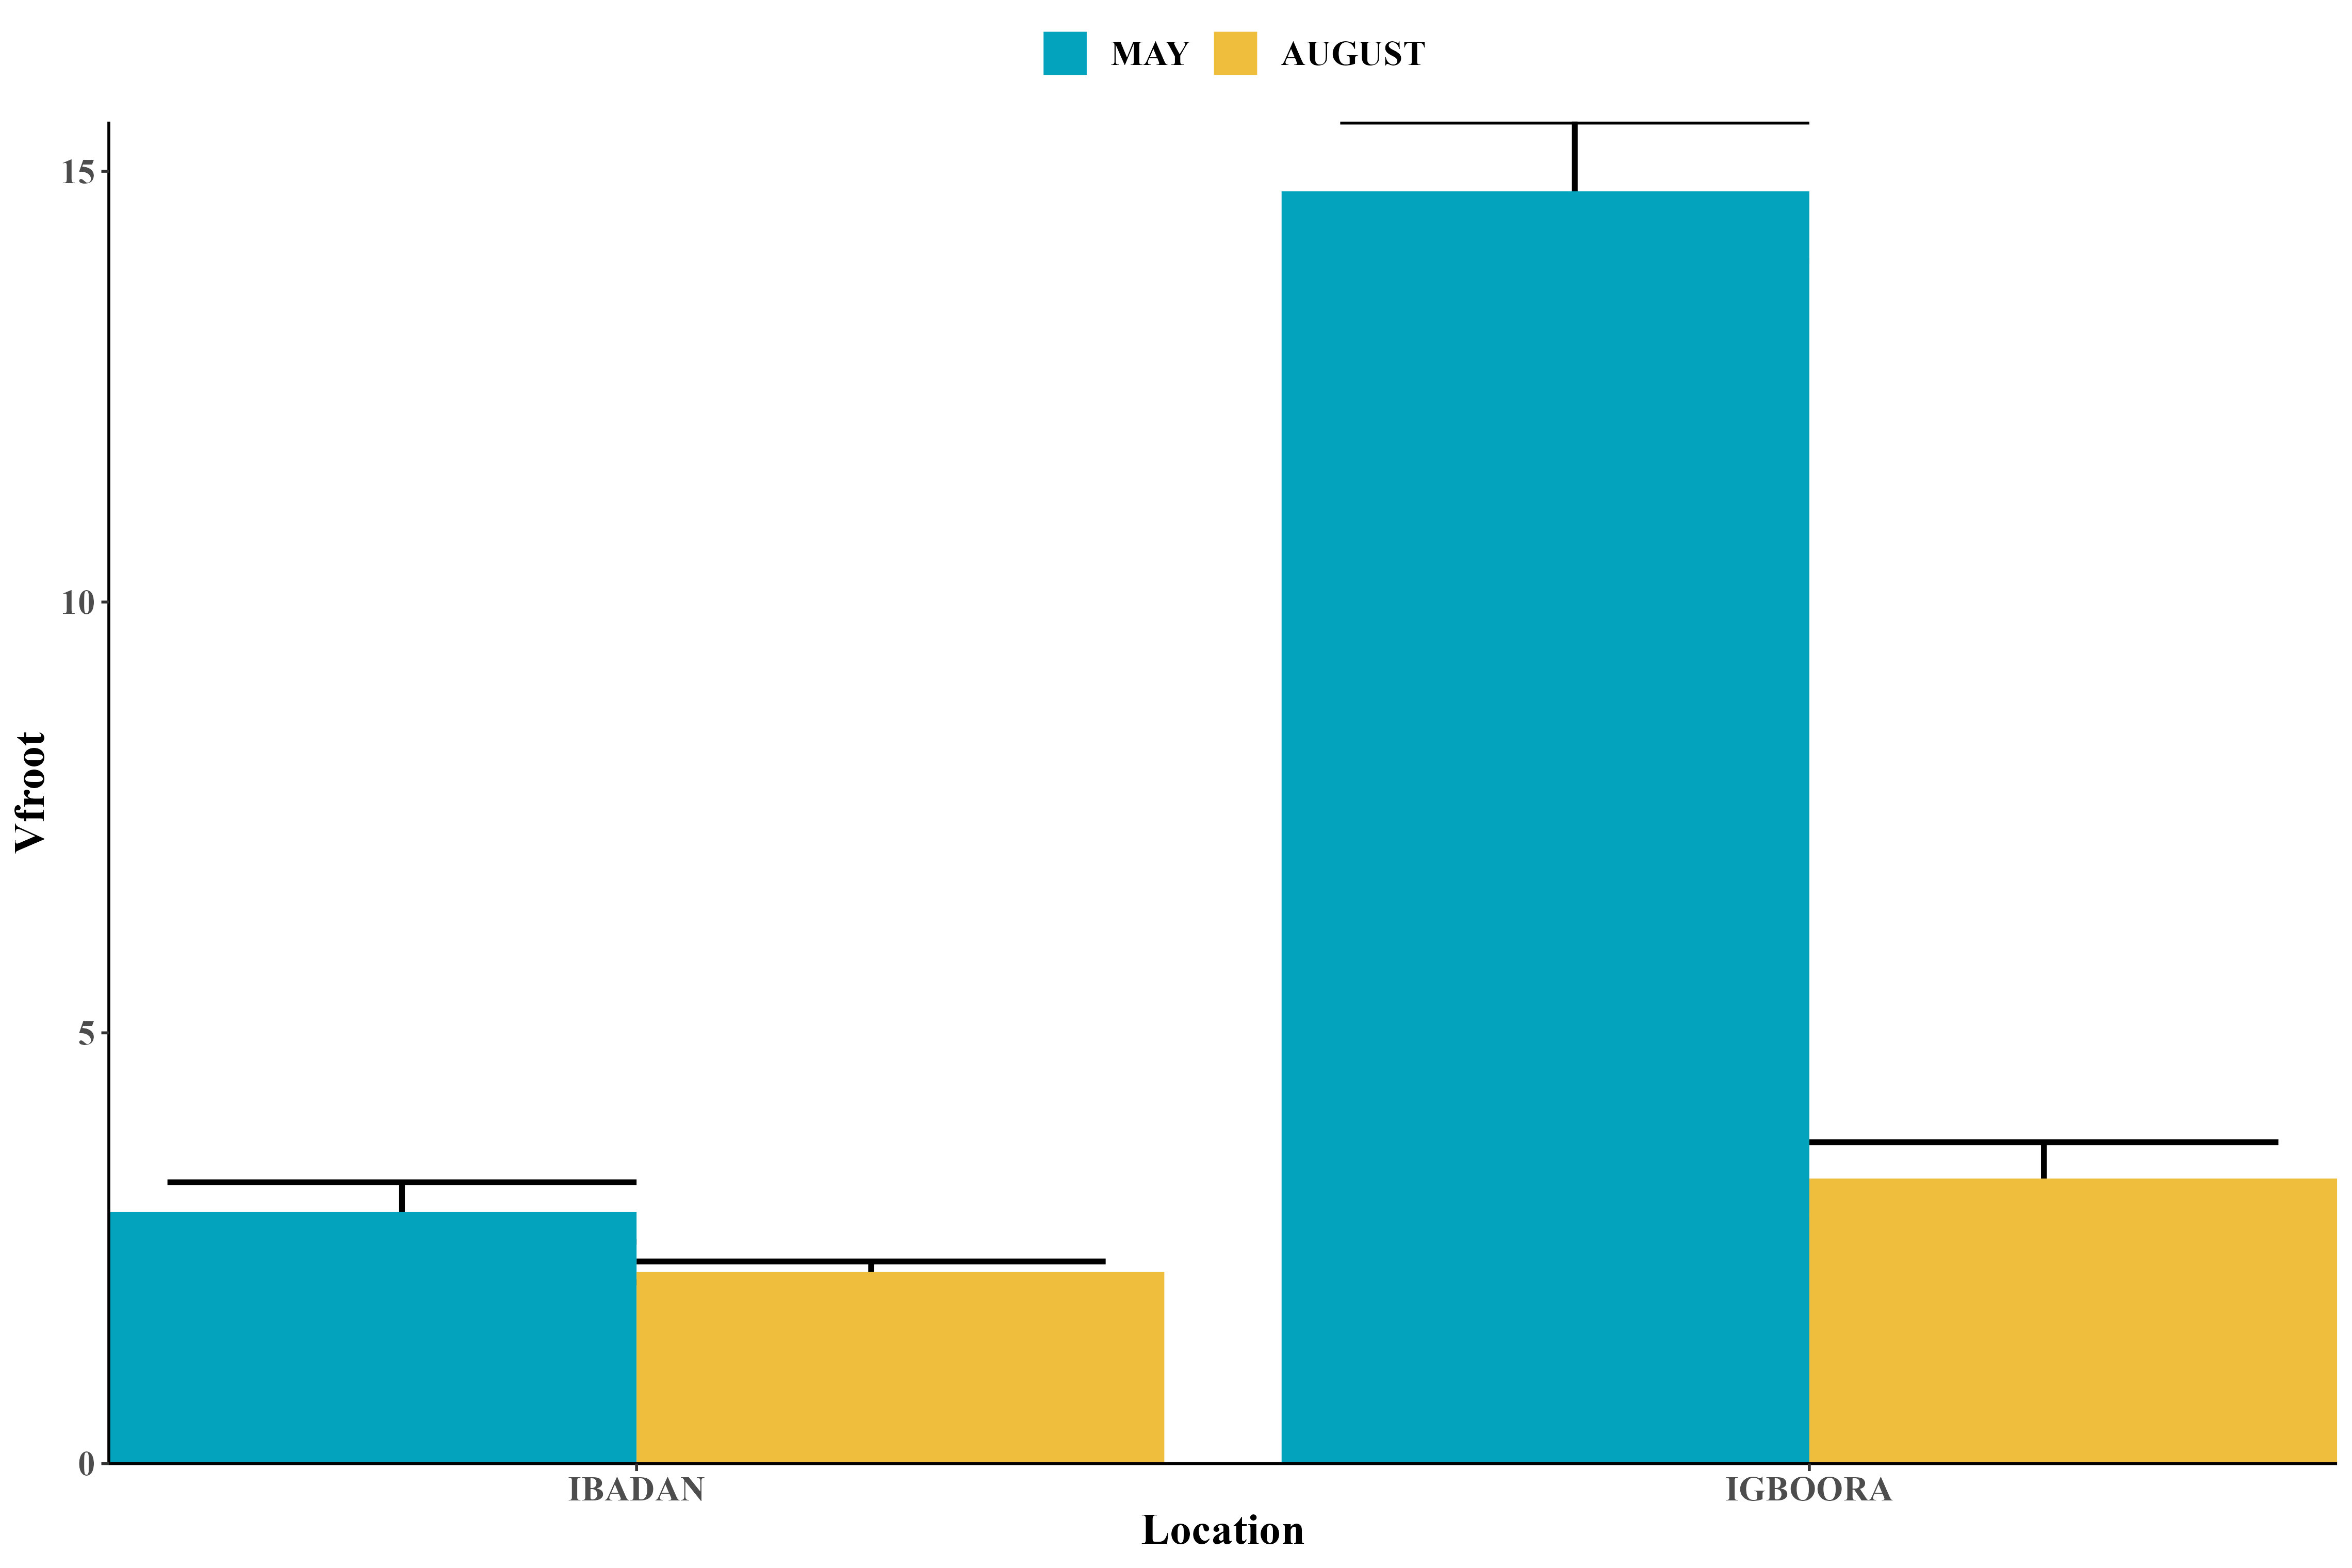 MAY AUGUST
15
10
5
0
Vfroot
IBADAN IGBOORA
Location